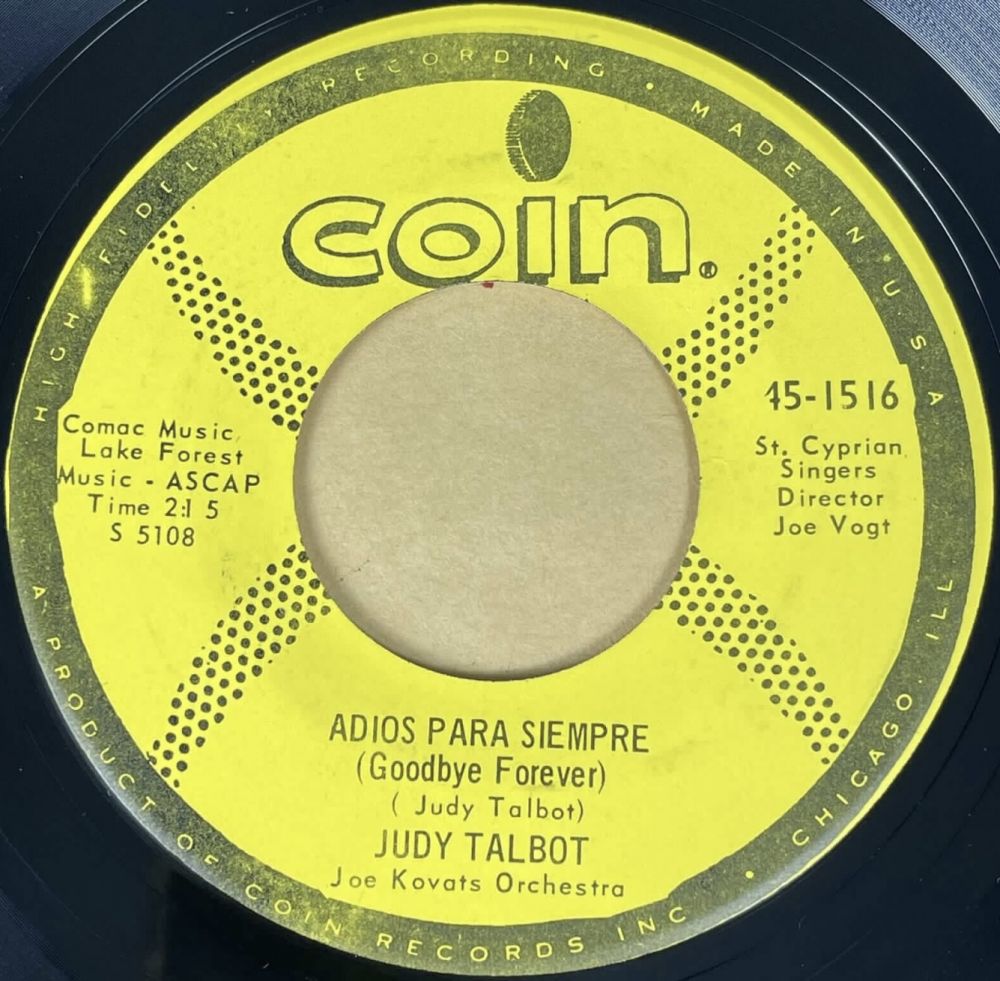 HIGH FIDELITY RECORDING • MADE IN U S A
coin®
Comac Music,
Lake Forest
Music - ASCAP
Time 2:15
S 5108
45-1516
St. Cyprian
Singers
Director
Joe Vogt
ADIOS PARA SIEMPRE
(Goodbye Forever)
( Judy Talbot)
JUDY TALBOT
Joe Kovats Orchestra
A PRODUCT OF COIN RECORDS INC • CHICAGO. ILL